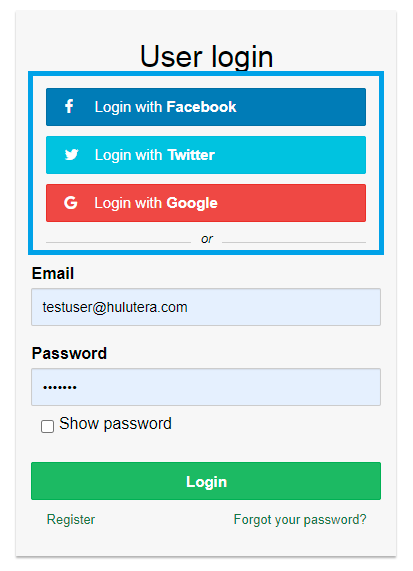 User login
Login with Facebook
Login with Twitter
Login with Google
or
Email
testuser@hulutera.com
Password
•••••••
Show password
Login
Register
Forgot your password?